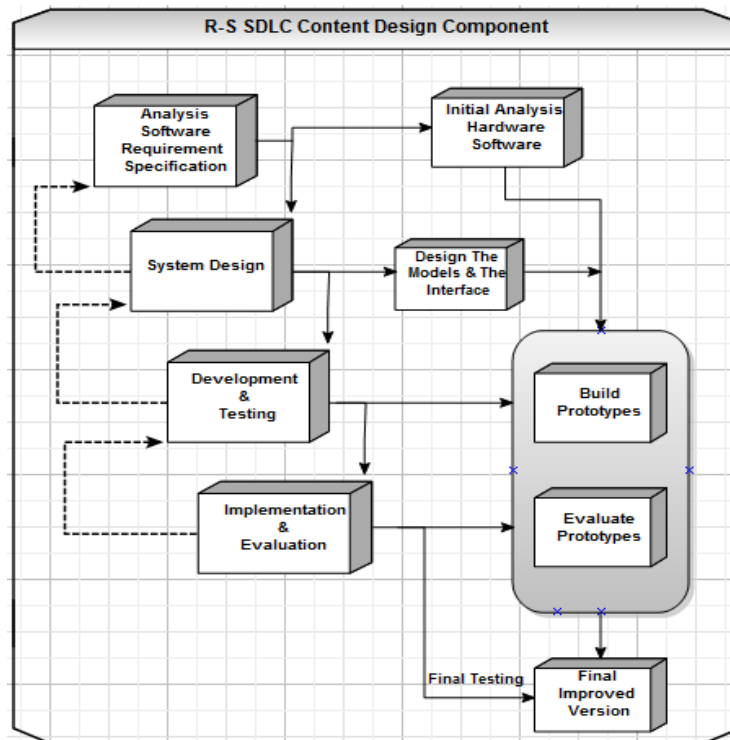 R-S SDLC Content Design Component
Analysis
Software
Requirement
Specification
Initial Analysis
Hardware
Software
System Design
Design The
Models & The
Interface
Development
&
Testing
Build
Prototypes
Implementation
&
Evaluation
Evaluate
Prototypes
Final Testing
Final
Improved
Version